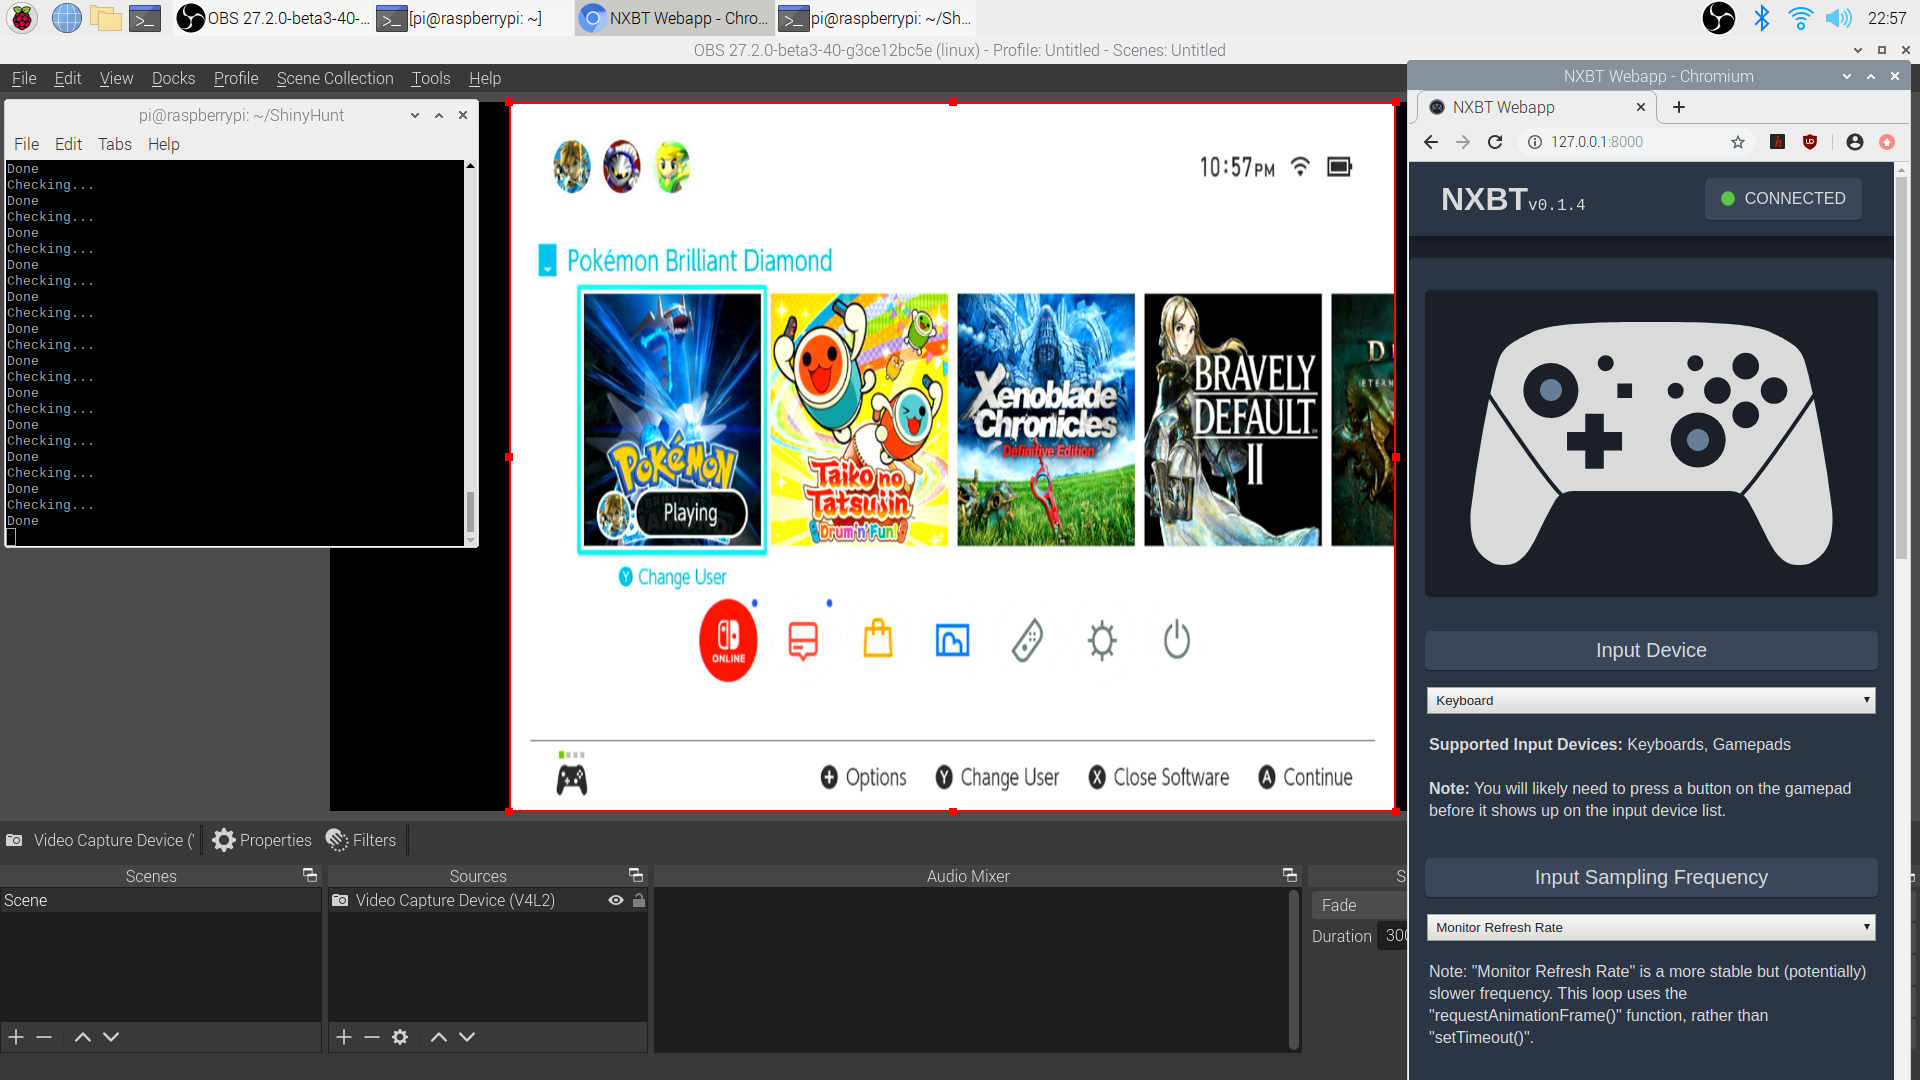 OBS 27.2.0-beta3-40-...
[pi@raspberrypi: ~]
NXBT Webapp - Chro...
pi@raspberrypi: ~/Sh...
22:57
OBS 27.2.0-beta3-40-g3ce12bc5e (linux) - Profile: Untitled - Scenes: Untitled
File Edit View Docks Profile Scene Collection Tools Help
pi@raspberrypi: ~/ShinyHunt
File Edit Tabs Help
Done
Checking...
Done
Checking...
Done
Checking...
Done
Checking...
Done
Checking...
Done
Checking...
Done
Checking...
Done
Checking...
Done
Checking...
Done
Checking...
Done
Checking...
Done
10:57PM
Pokémon Brilliant Diamond
POKéMON
Playing
Taiko no
Tatsujin
Drum'n'Fun!
Xenoblade
Chronicles
Definitive Edition
BRAVELY
DEFAULT
II
D
ETERN
Y Change User
ONLINE
+ Options
Y Change User
X Close Software
A Continue
Video Capture Device ('
Properties
Filters
Scenes
Scene
Sources
Video Capture Device (V4L2)
Audio Mixer
S
Fade
Duration 300
NXBT Webapp - Chromium
NXBT Webapp
127.0.0.1:8000
NXBTv0.1.4
CONNECTED
Input Device
Keyboard
Supported Input Devices: Keyboards, Gamepads
Note: You will likely need to press a button on the gamepad
before it shows up on the input device list.
Input Sampling Frequency
Monitor Refresh Rate
Note: "Monitor Refresh Rate" is a more stable but (potentially)
slower frequency. This loop uses the
"requestAnimationFrame()" function, rather than
"setTimeout()".